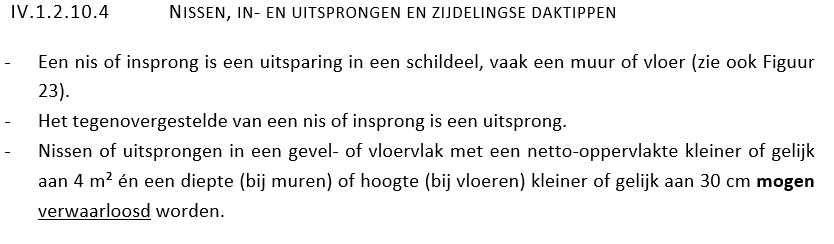 IV.1.2.10.4 NISSEN, IN- EN UITSPRONGEN EN ZIJDELINGSE DAKTIPPEN
- Een nis of insprong is een uitsparing in een schildeel, vaak een muur of vloer (zie ook Figuur
23).
- Het tegenovergestelde van een nis of insprong is een uitsprong.
- Nissen of uitsprongen in een gevel- of vloervlak met een netto-oppervlakte kleiner of gelijk
aan 4 m² én een diepte (bij muren) of hoogte (bij vloeren) kleiner of gelijk aan 30 cm mogen
verwaarloosd worden.